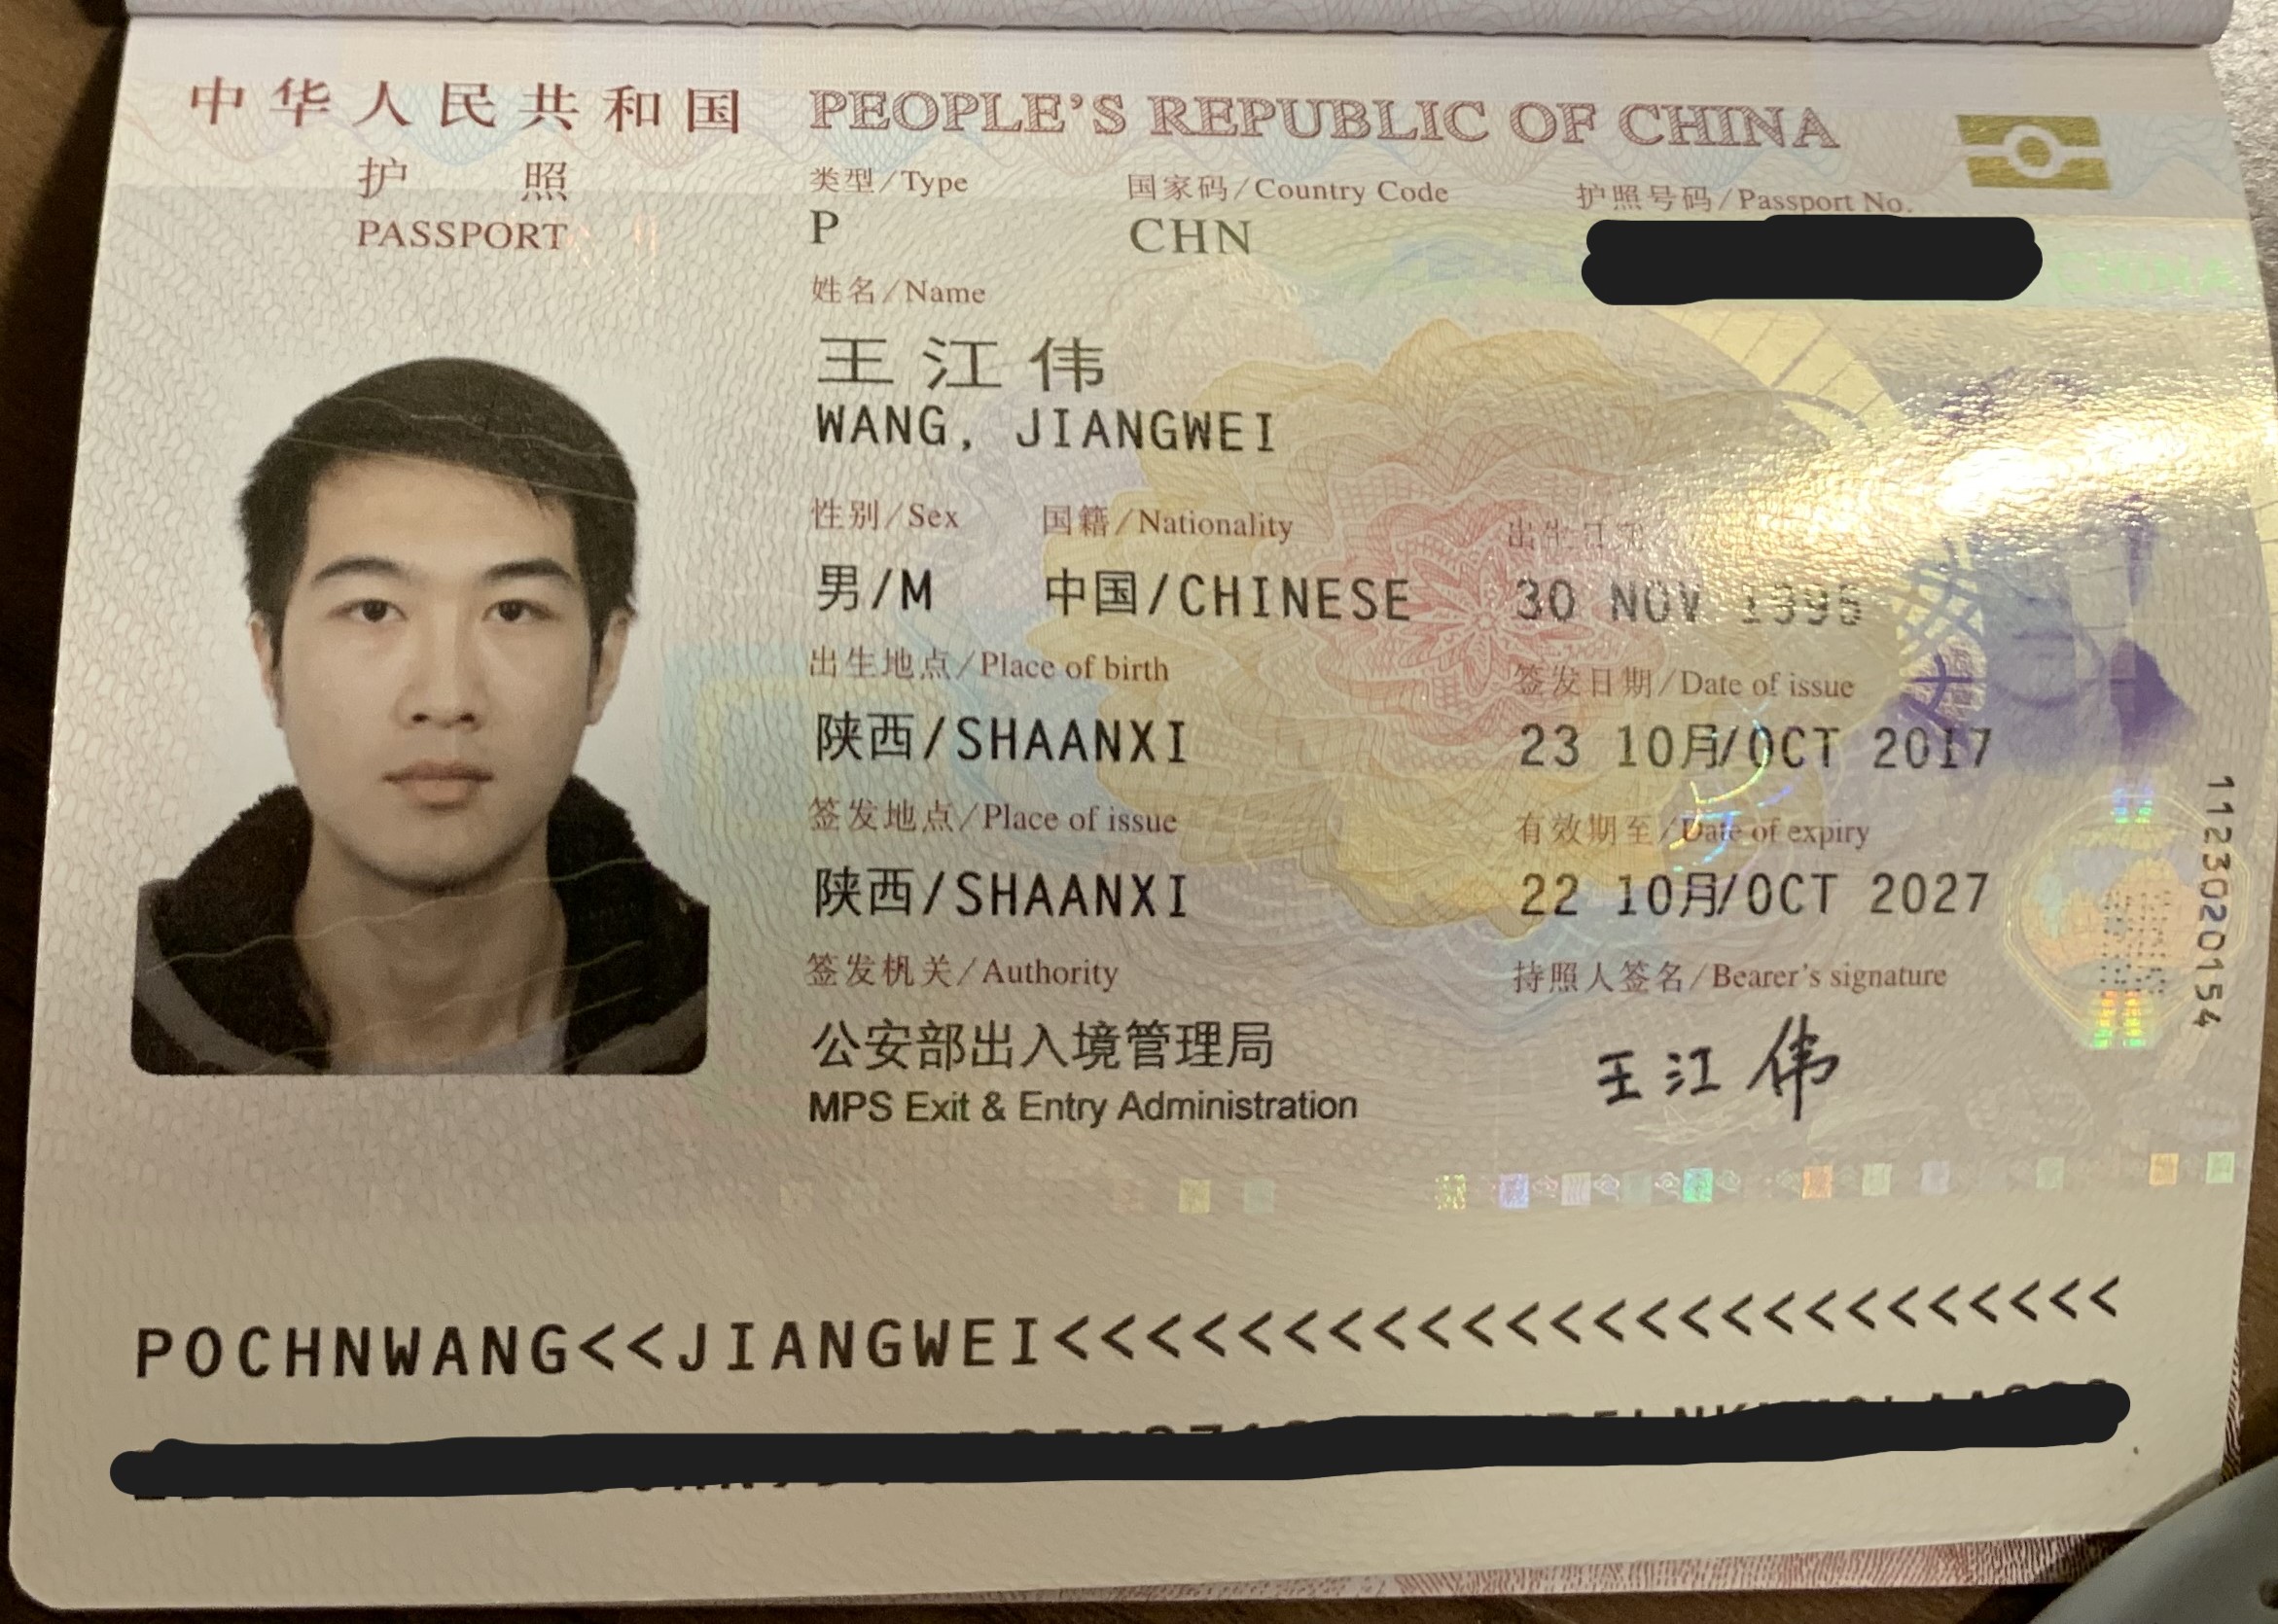 中华人民共和国 PEOPLE'S REPUBLIC OF CHINA
护照 类型/Type 国家码/Country Code 护照号码/Passport No.
PASSPORT P CHN
姓名/Name
王江伟
WANG, JIANGWEI
性别/Sex 国籍/Nationality 出生日期
男/M 中国/CHINESE 30 NOV 1995
出生地点/Place of birth 签发日期/Date of issue
陕西/SHAANXI 23 10月/OCT 2017
签发地点/Place of issue 有效期至/Date of expiry
陕西/SHAANXI 22 10月/OCT 2027
签发机关/Authority 持照人签名/Bearer's signature
公安部出入境管理局 王江伟
MPS Exit & Entry Administration
1123020154
POCHNWANG<<JIANGWEI<<<<<<<<<<<<<<<<<<<<<<<<